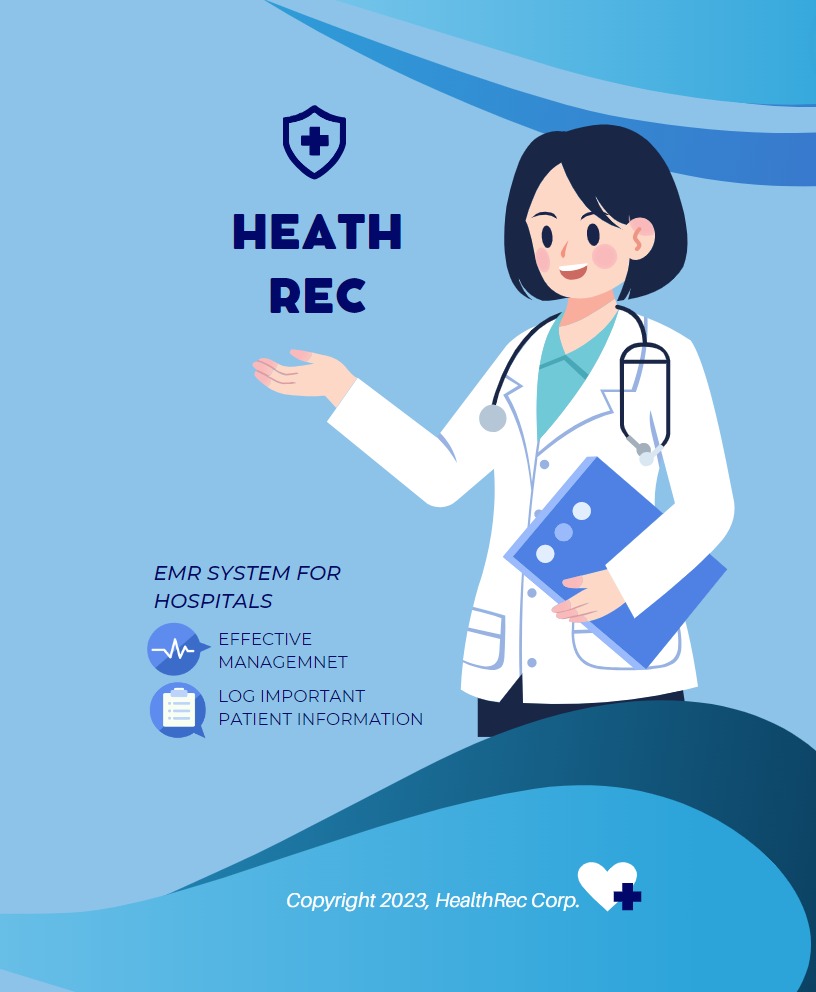 HEATH
REC
EMR SYSTEM FOR
HOSPITALS
EFFECTIVE
MANAGEMNET
LOG IMPORTANT
PATIENT INFORMATION
Copyright 2023, HealthRec Corp.